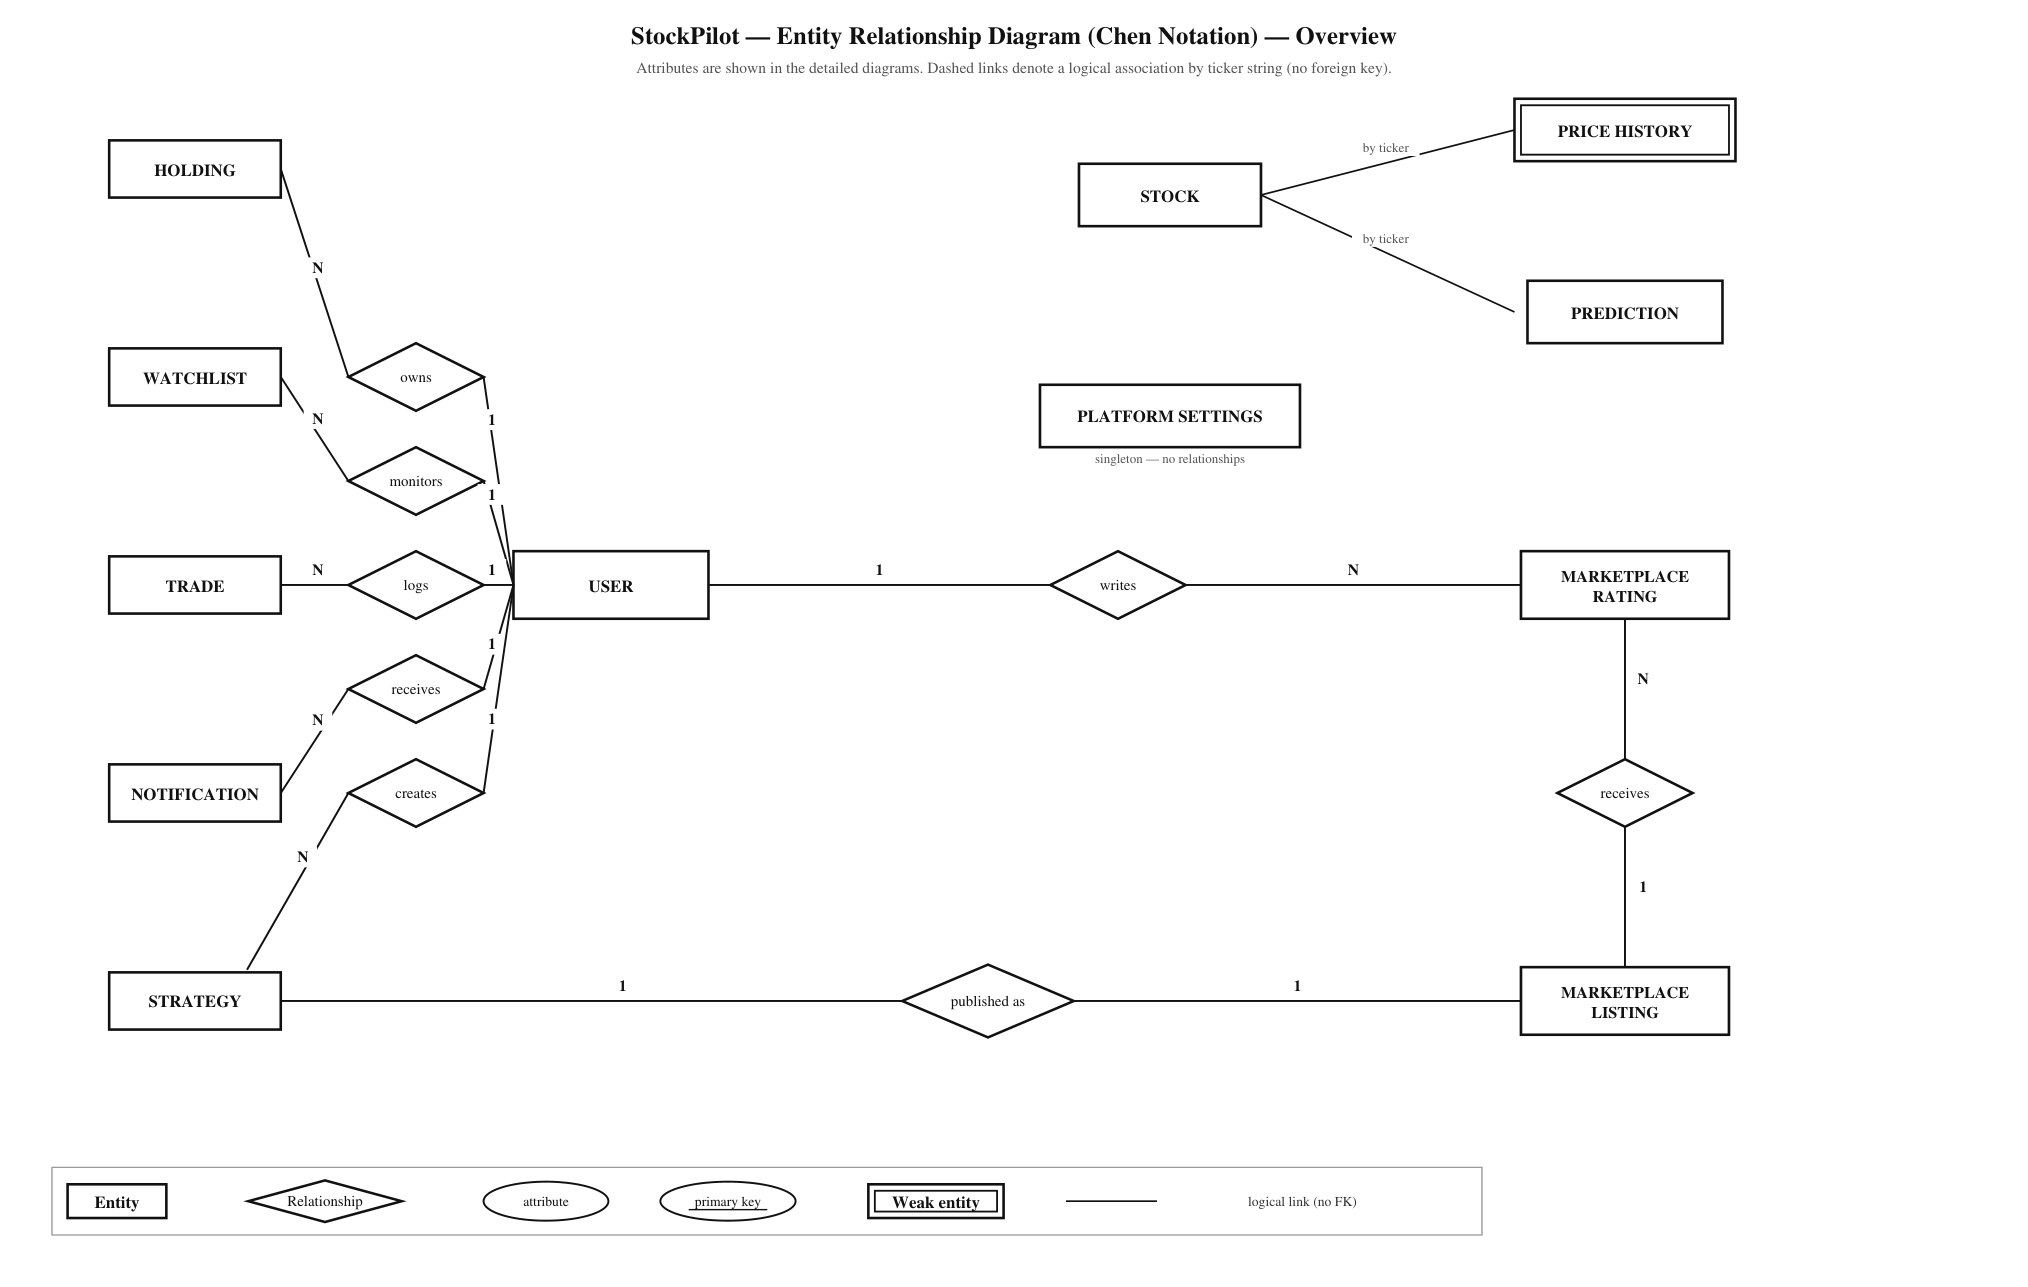 StockPilot — Entity Relationship Diagram (Chen Notation) — Overview
Attributes are shown in the detailed diagrams. Dashed links denote a logical association by ticker string (no foreign key).
PRICE HISTORY
by ticker
HOLDING
STOCK
by ticker
N
PREDICTION
WATCHLIST
owns
PLATFORM SETTINGS
N
1
singleton — no relationships
monitors
1
N
1
1
N
TRADE
logs
USER
writes
MARKETPLACE
RATING
1
N
receives
N
1
NOTIFICATION
creates
receives
N
1
1
1
STRATEGY
published as
MARKETPLACE
LISTING
Entity
Relationship
attribute
primary key
Weak entity
logical link (no FK)